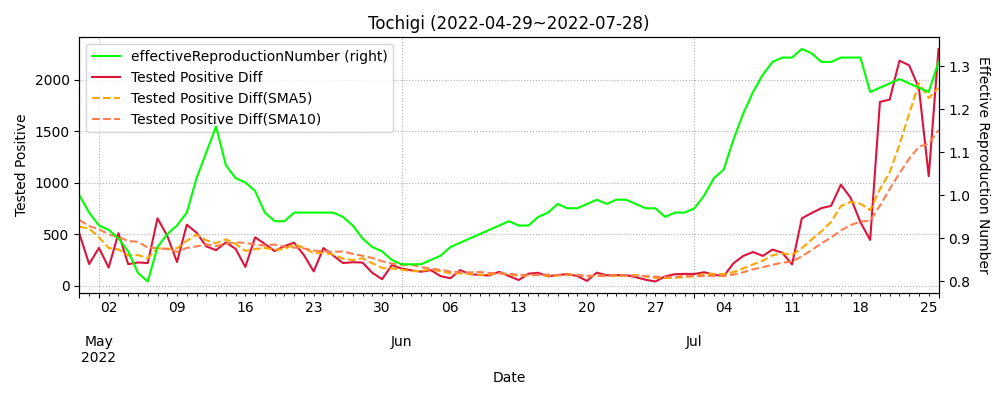 Tochigi (2022-04-29~2022-07-28)
effectiveReproductionNumber (right)
Tested Positive Diff
Tested Positive Diff(SMA5)
Tested Positive Diff(SMA10)
Tested Positive
2000
1500
1000
500
0
1.3
1.2
1.1
1.0
0.9
0.8
Effective Reproduction Number
02 09 16 23 30 06 13 20 27 04 11 18 25
May Jun Jul
2022
Date